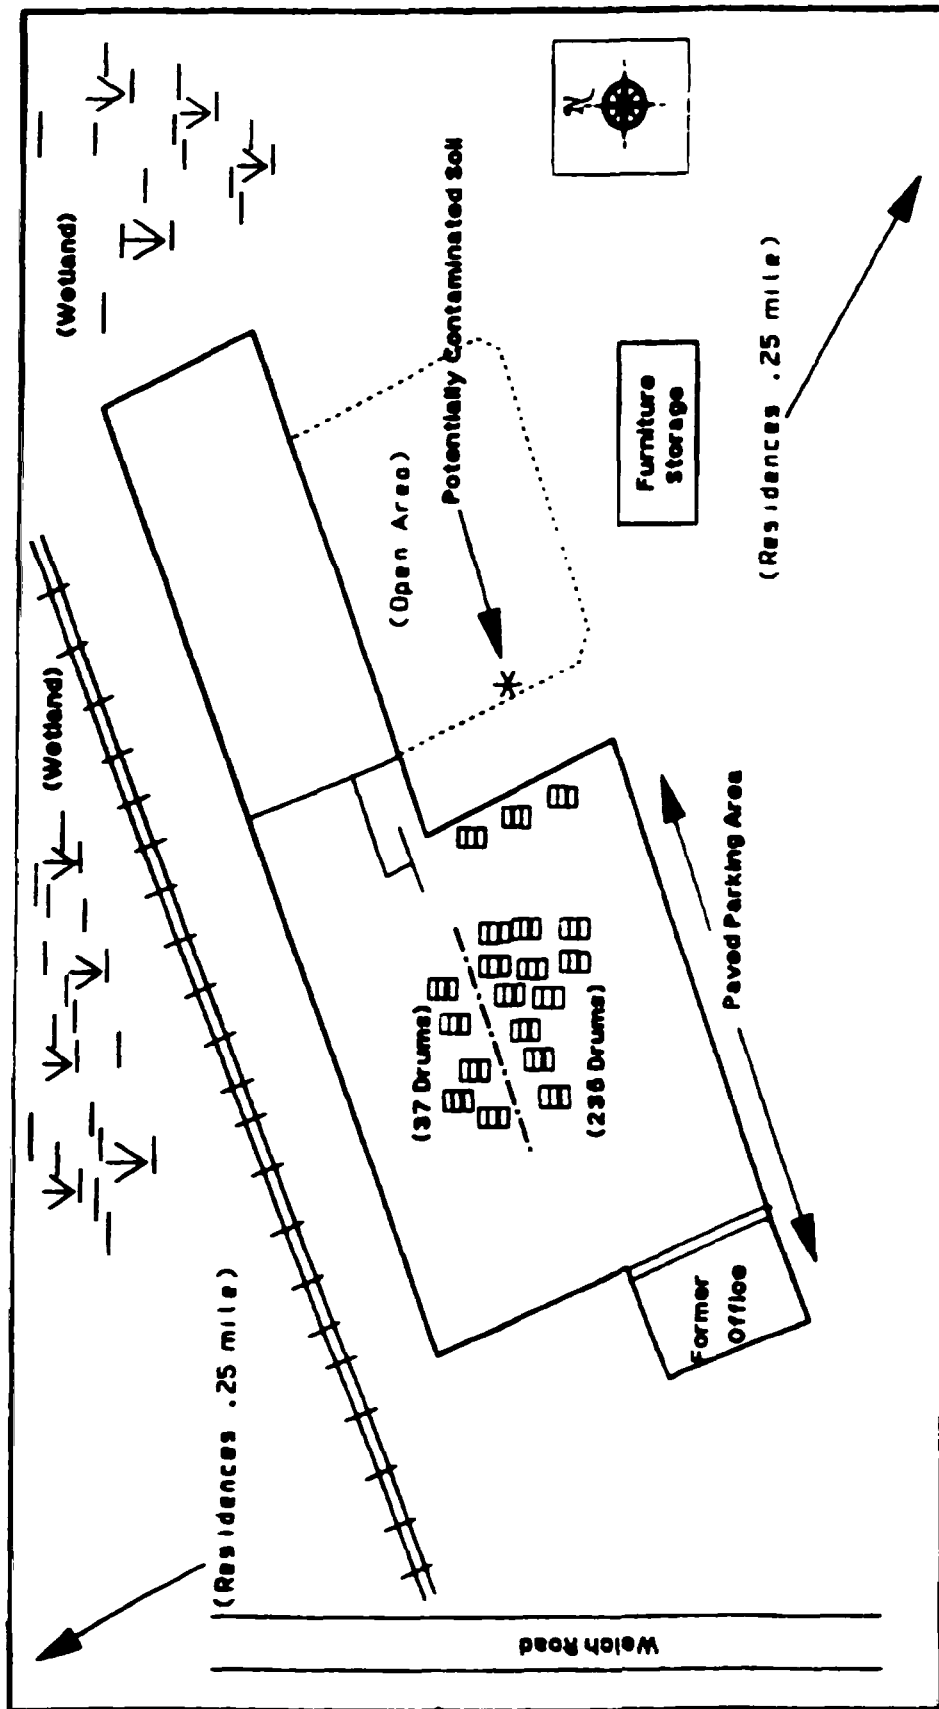 (Wetland)
(Wetland)
N
(Residences .25 mile)
(Open Area)
Potentially Contaminated Soil
(37 Drums)
(236 Drums)
Furniture
Storage
Welch Road
Former
Office
Paved Parking Area
(Residences .25 mile)